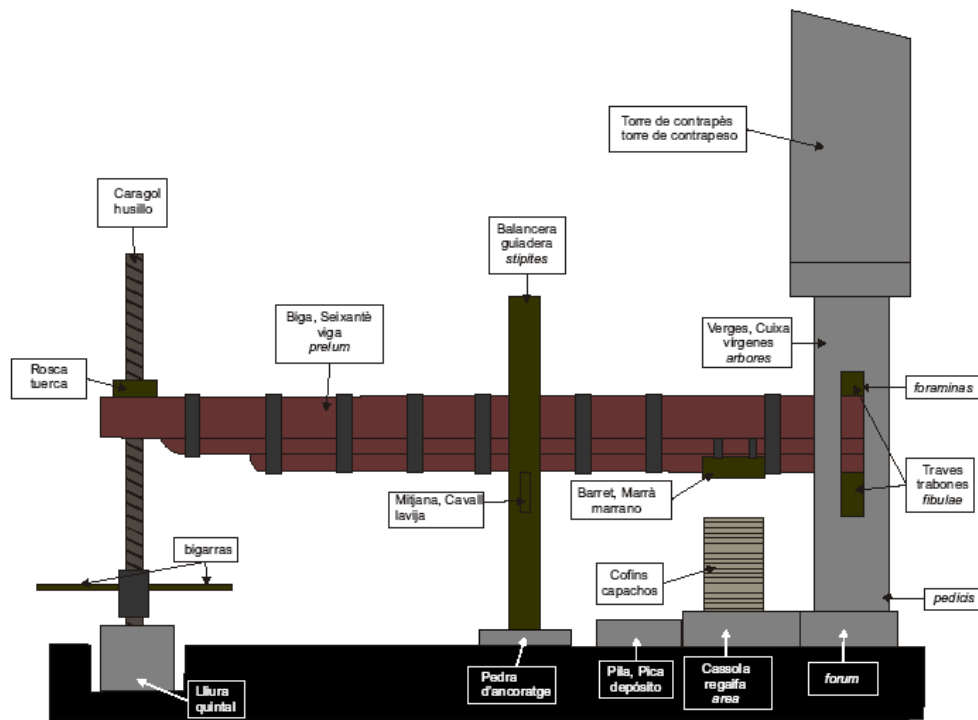 Torre de contrapès
torre de contrapeso
Caragol
husillo
Balancera
guiadera
stipites
Biga, Seixantè
viga
prelum
Verges, Cuixa
vírgenes
arbores
Rosca
tuerca
foraminas
Traves
trabones
fibulae
Mitjana, Cavall
lavija
Barret, Marrà
marrano
bigarras
Cofins
capachos
pedicis
Pedra
d'ancoratge
Pila, Pica
depósito
Cassola
regaifa
area
forum
Lliura
quintal